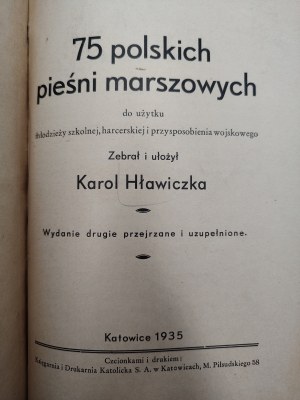 75 polskich
pieśni marszowych
do użytku
młodzieży szkolnej, harcerskiej i przysposobienia wojskowego
Zebrał i ułożył
Karol Hławiczka
Wydanie drugie przejrzane i uzupełnione.
Katowice 1935
Czcionkami i drukiem:
Księgarnia i Drukarnia Katolicka S. A. w Katowicach, M. Piłsudskiego 58